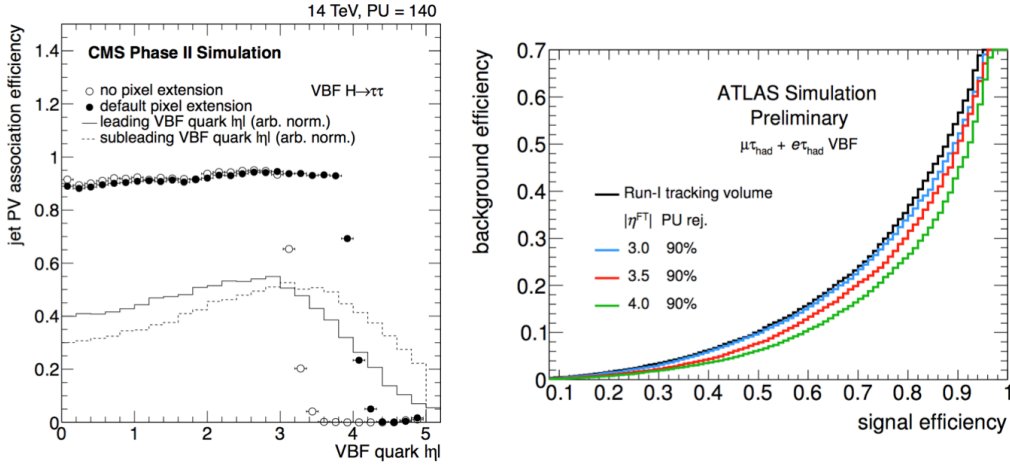 14 TeV, PU = 140
CMS Phase II Simulation
no pixel extension VBF H→ττ
default pixel extension
leading VBF quark |η| (arb. norm.)
subleading VBF quark |η| (arb. norm.)
jet PV association efficiency
1.4
1.2
1
0.8
0.6
0.4
0.2
0
0 1 2 3 4 5
VBF quark |η|
ATLAS Simulation
Preliminary
μτhad + eτhad VBF
Run-I tracking volume
|ηFT| PU rej.
3.0 90%
3.5 90%
4.0 90%
background efficiency
0.7
0.6
0.5
0.4
0.3
0.2
0.1
0
0.1 0.2 0.3 0.4 0.5 0.6 0.7 0.8 0.9 1
signal efficiency